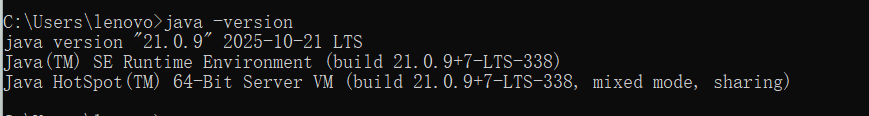 C:\Users\lenovo>java -version
java version "21.0.9" 2025-10-21 LTS
Java(TM) SE Runtime Environment (build 21.0.9+7-LTS-338)
Java HotSpot(TM) 64-Bit Server VM (build 21.0.9+7-LTS-338, mixed mode, sharing)